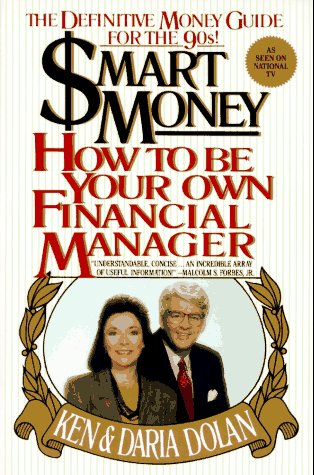 THE DEFINITIVE MONEY GUIDE
FOR THE 90S!
AS
SEEN ON
NATIONAL
TV
$MART
MONEY
HOW TO BE
YOUR OWN
FINANCIAL
MANAGER
"UNDERSTANDABLE, CONCISE... AN INCREDIBLE ARRAY
OF USEFUL INFORMATION!"—MALCOLM S. FORBES, JR.
KEN & DARIA DOLAN